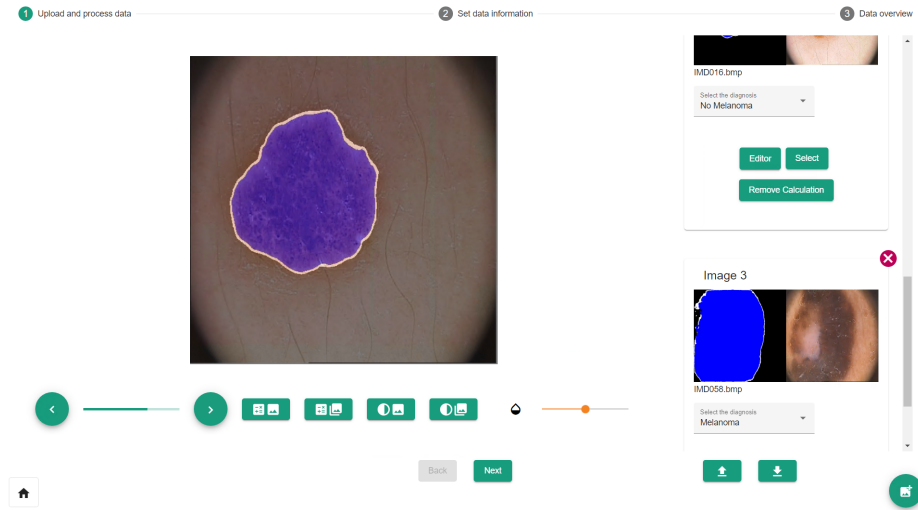 1 Upload and process data
2 Set data information
3 Data overview
IMD016.bmp
Select the diagnosis
No Melanoma
Editor
Select
Remove Calculation
Image 3
IMD058.bmp
Select the diagnosis
Melanoma
Back
Next